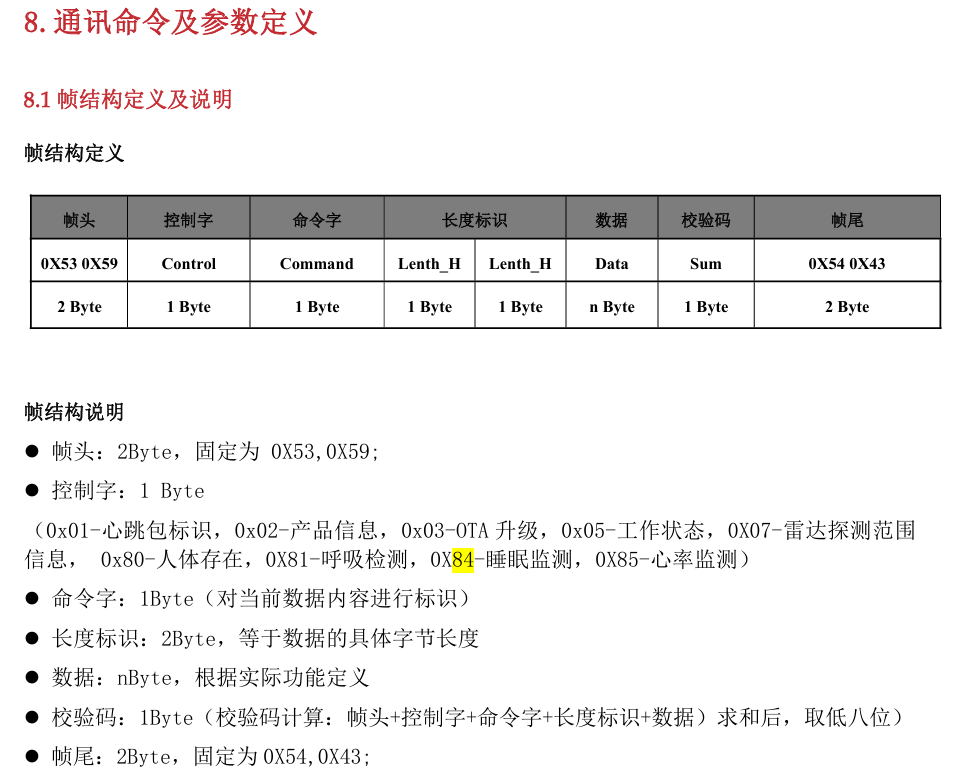 8. 通讯命令及参数定义
8.1 帧结构定义及说明
帧结构定义
帧头 控制字 命令字 长度标识 数据 校验码 帧尾
0X53 0X59 Control Command Lenth_H Lenth_H Data Sum 0X54 0X43
2 Byte 1 Byte 1 Byte 1 Byte 1 Byte n Byte 1 Byte 2 Byte
帧结构说明
● 帧头：2Byte，固定为 0X53,0X59;
● 控制字：1 Byte
（0x01-心跳包标识，0x02-产品信息，0x03-OTA 升级，0x05-工作状态，0X07-雷达探测范围
信息， 0x80-人体存在，0X81-呼吸检测，0X84-睡眠监测，0X85-心率监测）
● 命令字：1Byte（对当前数据内容进行标识）
● 长度标识：2Byte，等于数据的具体字节长度
● 数据：nByte，根据实际功能定义
● 校验码：1Byte（校验码计算：帧头+控制字+命令字+长度标识+数据）求和后，取低八位）
● 帧尾：2Byte，固定为 0X54,0X43;